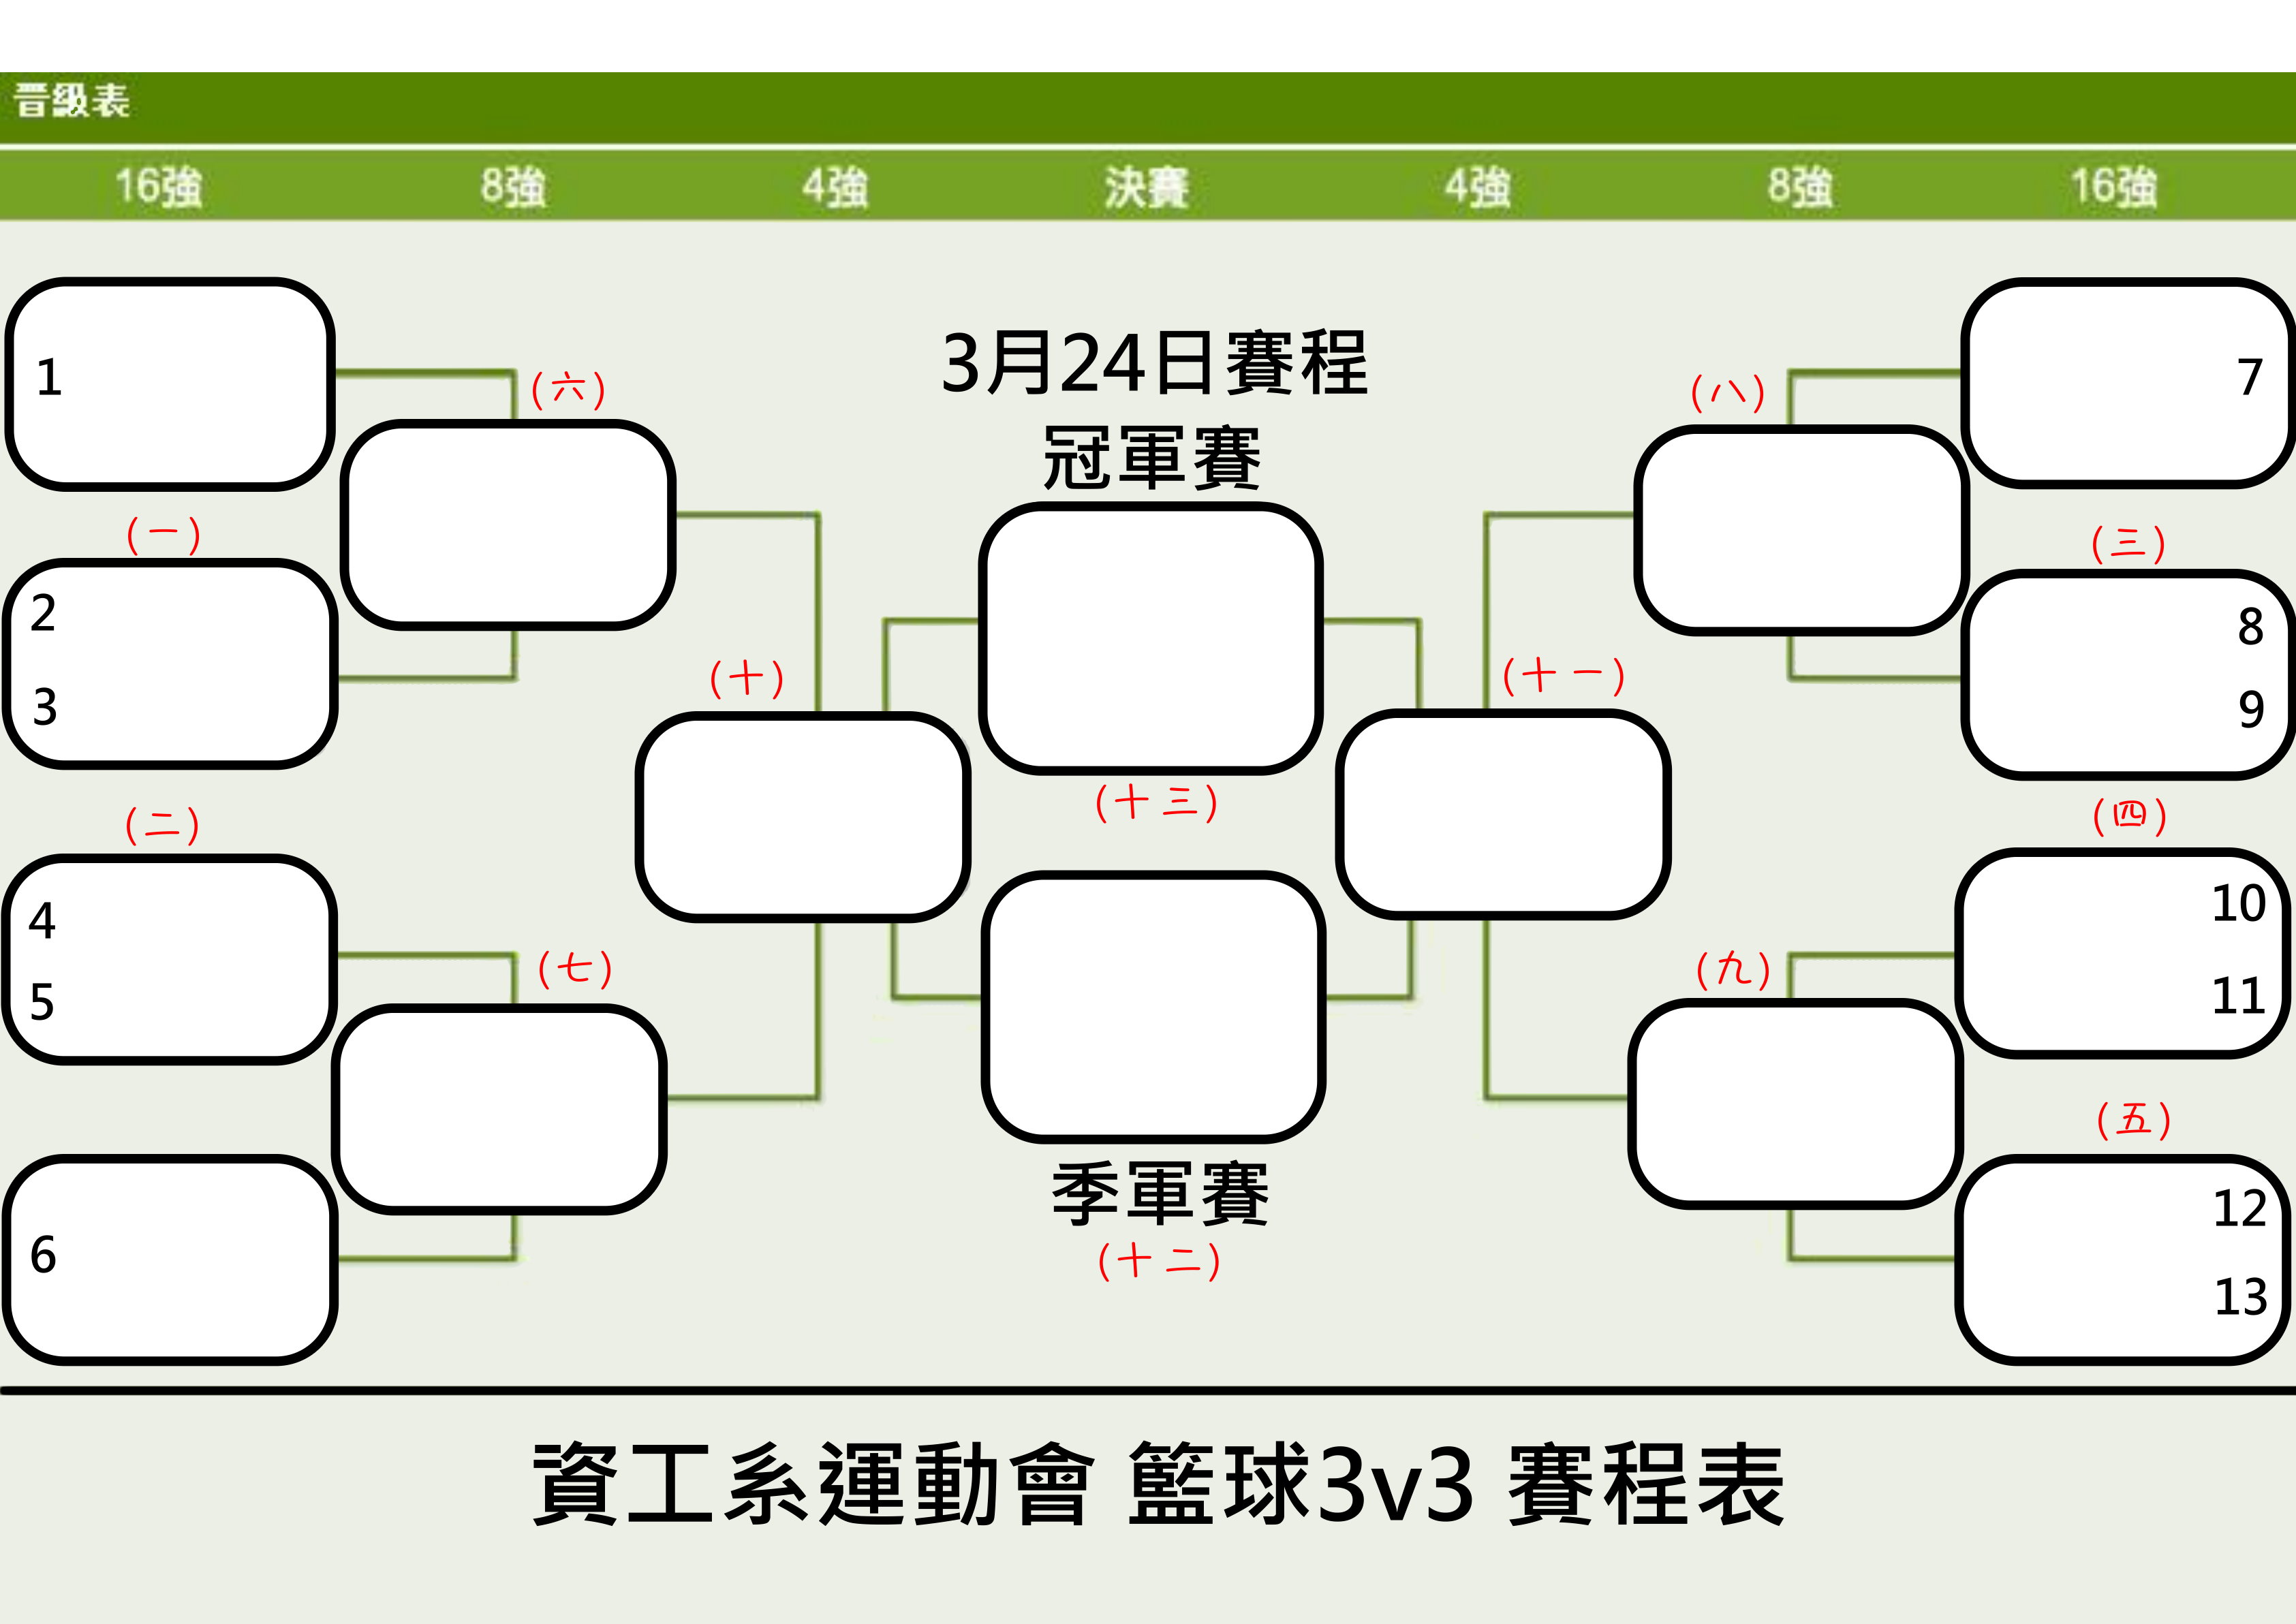 晋級表
16強 8強 4強 決賽 4強 8強 16強
3月24日賽程
冠軍賽
1
(六)
(八)
7
(一)
(三)
2
8
3
9
(十)
(十一)
(十三)
(二)
(四)
4
10
5
11
(七)
(九)
(五)
季軍賽
(十二)
6
12
13
資工系運動會 籃球3v3 賽程表